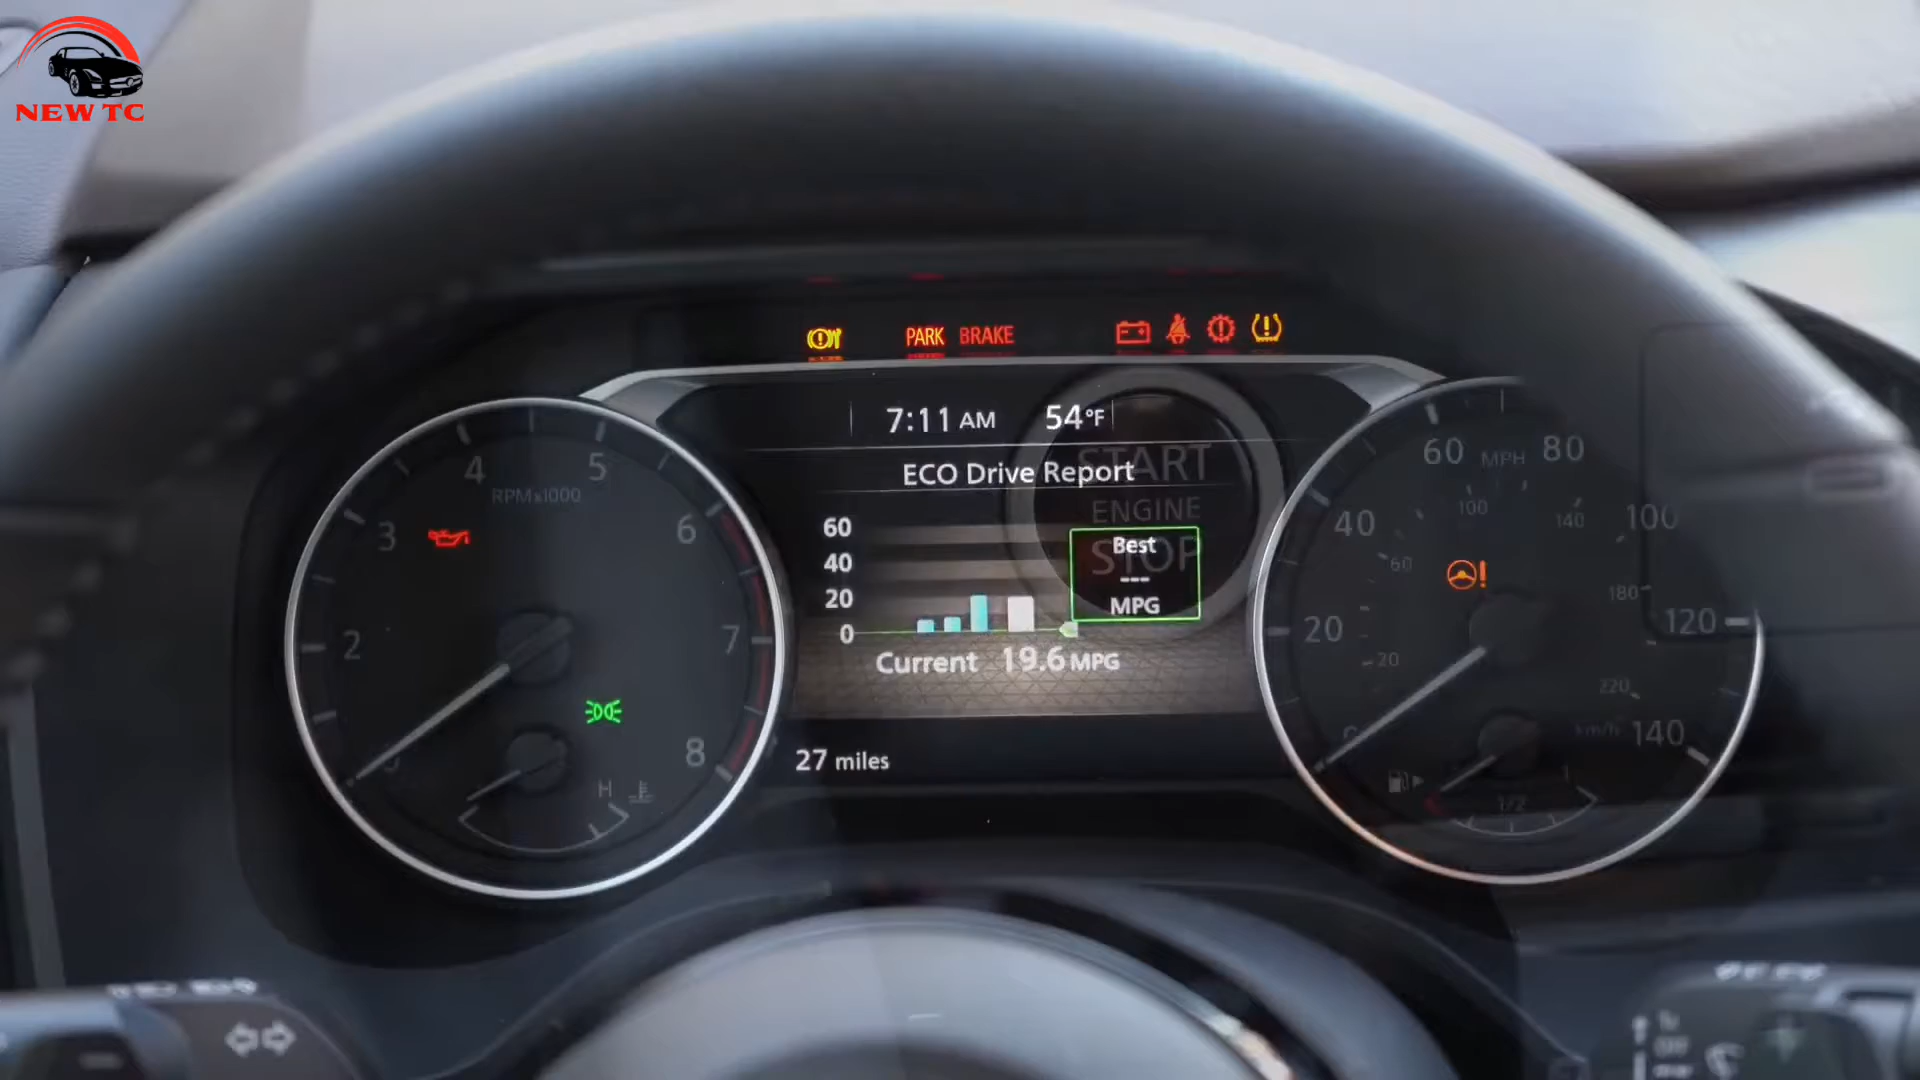 NEW TC
PARK BRAKE
7:11 AM 54°F
START
ECO Drive Report
ENGINE
STOP
60
40
20
0
Best
---
MPG
Current 19.6 MPG
27 miles
RPMx1000
2
3
4
5
6
7
8
H
MPH
20
40
60
80
100
120
140
km/h
20
60
100
140
180
220
1/2
1